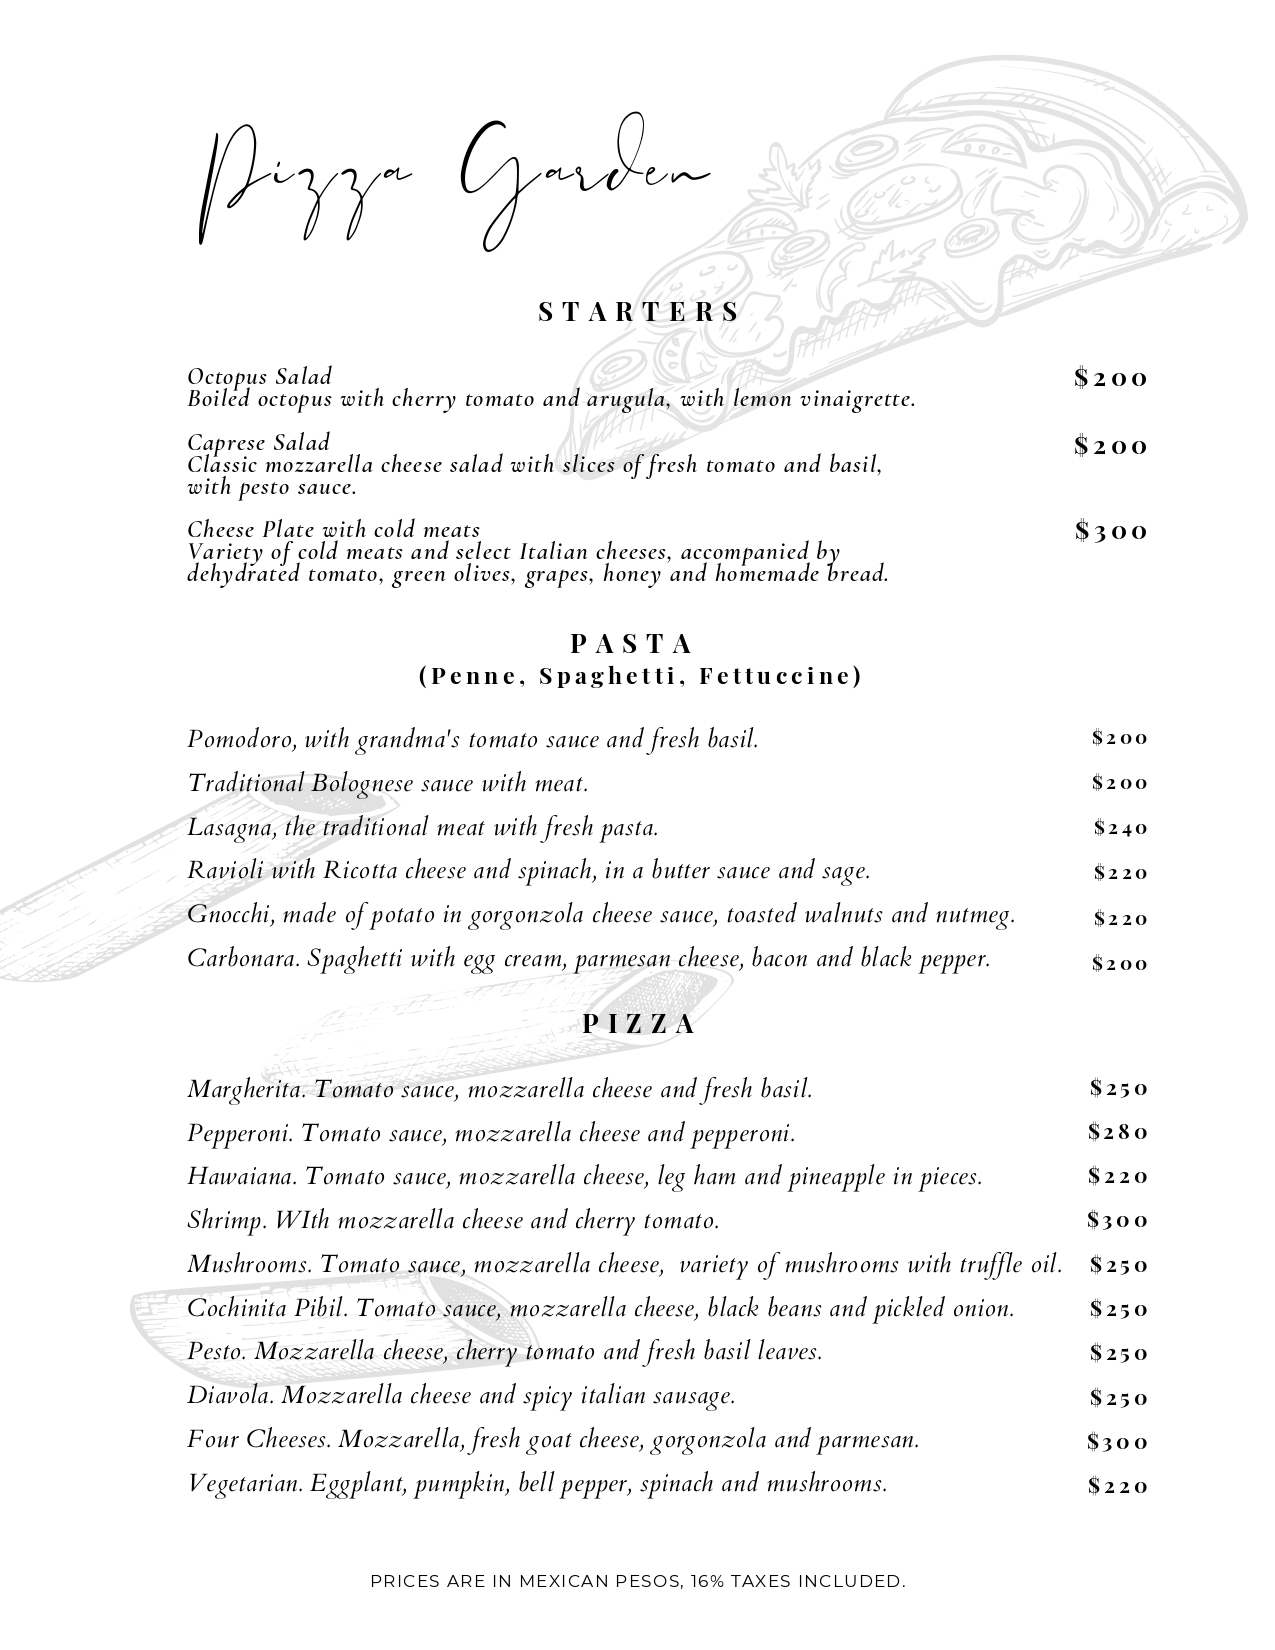 Pizza Garden
STARTERS
Octopus Salad $200
Boiled octopus with cherry tomato and arugula, with lemon vinaigrette.
Caprese Salad $200
Classic mozzarella cheese salad with slices of fresh tomato and basil,
with pesto sauce.
Cheese Plate with cold meats $300
Variety of cold meats and select Italian cheeses, accompanied by
dehydrated tomato, green olives, grapes, honey and homemade bread.
PASTA
(Penne, Spaghetti, Fettuccine)
Pomodoro, with grandma's tomato sauce and fresh basil. $200
Traditional Bolognese sauce with meat. $200
Lasagna, the traditional meat with fresh pasta. $240
Ravioli with Ricotta cheese and spinach, in a butter sauce and sage. $220
Gnocchi, made of potato in gorgonzola cheese sauce, toasted walnuts and nutmeg. $220
Carbonara. Spaghetti with egg cream, parmesan cheese, bacon and black pepper. $200
PIZZA
Margherita. Tomato sauce, mozzarella cheese and fresh basil. $250
Pepperoni. Tomato sauce, mozzarella cheese and pepperoni. $280
Hawaiana. Tomato sauce, mozzarella cheese, leg ham and pineapple in pieces. $220
Shrimp. WIth mozzarella cheese and cherry tomato. $300
Mushrooms. Tomato sauce, mozzarella cheese,  variety of mushrooms with truffle oil. $250
Cochinita Pibil. Tomato sauce, mozzarella cheese, black beans and pickled onion. $250
Pesto. Mozzarella cheese, cherry tomato and fresh basil leaves. $250
Diavola. Mozzarella cheese and spicy italian sausage. $250
Four Cheeses. Mozzarella, fresh goat cheese, gorgonzola and parmesan. $300
Vegetarian. Eggplant, pumpkin, bell pepper, spinach and mushrooms. $220
PRICES ARE IN MEXICAN PESOS, 16% TAXES INCLUDED.